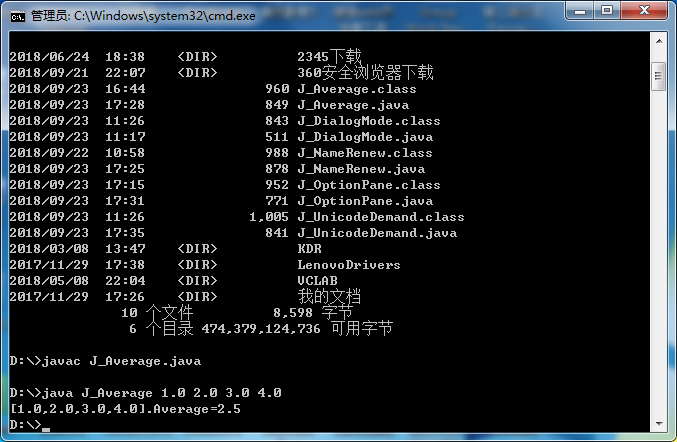 管理员: C:\Windows\system32\cmd.exe
2018/06/24  18:38    <DIR>          2345下载
2018/09/21  22:07    <DIR>          360安全浏览器下载
2018/09/23  16:44               960 J_Average.class
2018/09/23  17:28               849 J_Average.java
2018/09/23  11:26               843 J_DialogMode.class
2018/09/23  11:17               511 J_DialogMode.java
2018/09/22  10:58               988 J_NameRenew.class
2018/09/23  17:25               878 J_NameRenew.java
2018/09/23  17:15               952 J_OptionPane.class
2018/09/23  17:31               771 J_OptionPane.java
2018/09/23  11:26             1,005 J_UnicodeDemand.class
2018/09/23  17:35               841 J_UnicodeDemand.java
2018/03/08  13:47    <DIR>          KDR
2017/11/29  17:38    <DIR>          LenovoDrivers
2018/05/08  22:04    <DIR>          VCLAB
2017/11/29  17:26    <DIR>          我的文档
10 个文件          8,598 字节
6 个目录 474,379,124,736 可用字节
D:\>javac J_Average.java
D:\>java J_Average 1.0 2.0 3.0 4.0
[1.0,2.0,3.0,4.0].Average=2.5
D:\>